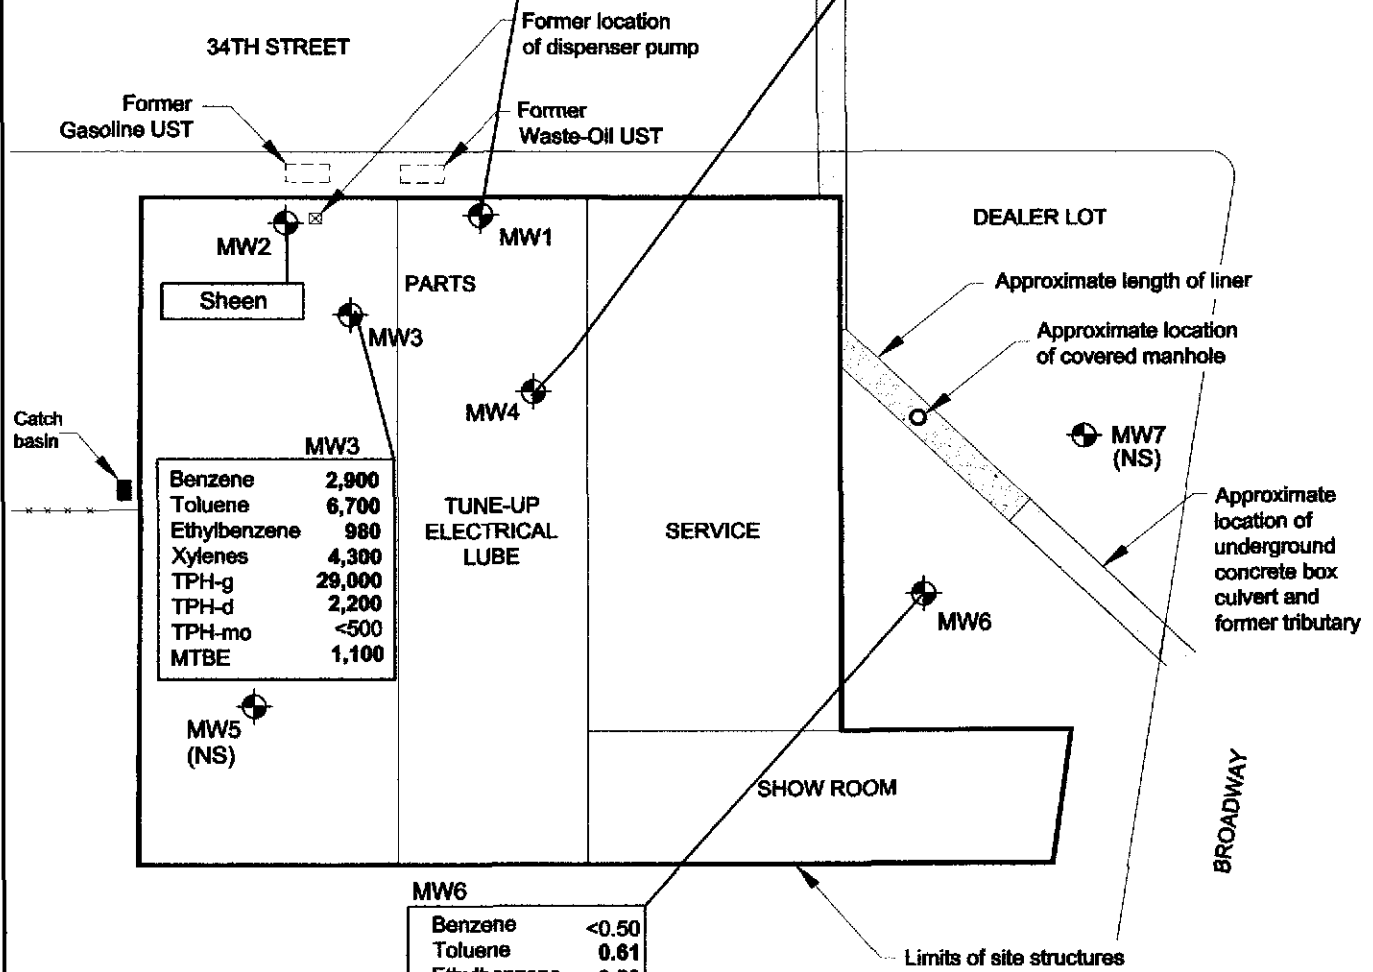 34TH STREET
Former location
of dispenser pump
Former
Gasoline UST
Former
Waste-Oil UST
DEALER LOT
MW2
MW1
PARTS
Sheen
MW3
Approximate length of liner
Approximate location
of covered manhole
MW4
Catch
basin
MW7
(NS)
MW3
Benzene 2,900
Toluene 6,700
Ethylbenzene 980
Xylenes 4,300
TPH-g 29,000
TPH-d 2,200
TPH-mo <500
MTBE 1,100
TUNE-UP
ELECTRICAL
LUBE
SERVICE
Approximate
location of
underground
concrete box
culvert and
former tributary
MW6
MW5
(NS)
SHOW ROOM
BROADWAY
MW6
Benzene <0.50
Toluene 0.61
Ethylbenzene
Limits of site structures